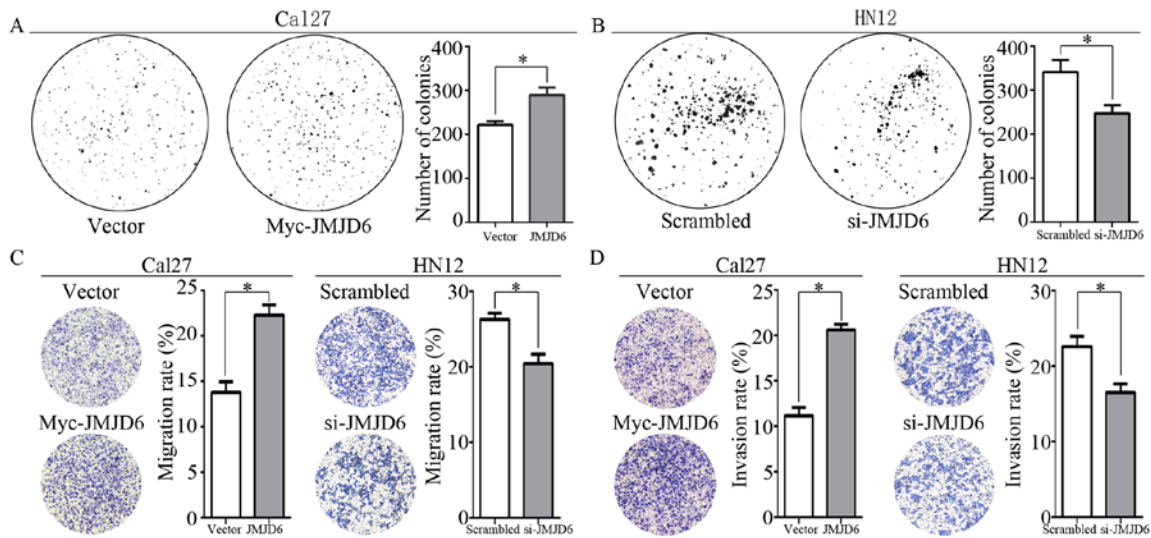 A
Cal27
Vector
Myc-JMJD6
Number of colonies
400
300
200
100
0
*
Vector
JMJD6
B
HN12
Scrambled
si-JMJD6
Number of colonies
400
300
200
100
0
*
Scrambled si-JMJD6
C
Cal27
Vector
Myc-JMJD6
Migration rate (%)
25
20
15
10
5
0
*
Vector
JMJD6
HN12
Scrambled
si-JMJD6
Migration rate (%)
30
20
10
0
*
Scrambled si-JMJD6
D
Cal27
Vector
Myc-JMJD6
Invasion rate (%)
25
20
15
10
5
0
*
Vector
JMJD6
HN12
Scrambled
si-JMJD6
Invasion rate (%)
30
20
10
0
*
Scrambled si-JMJD6